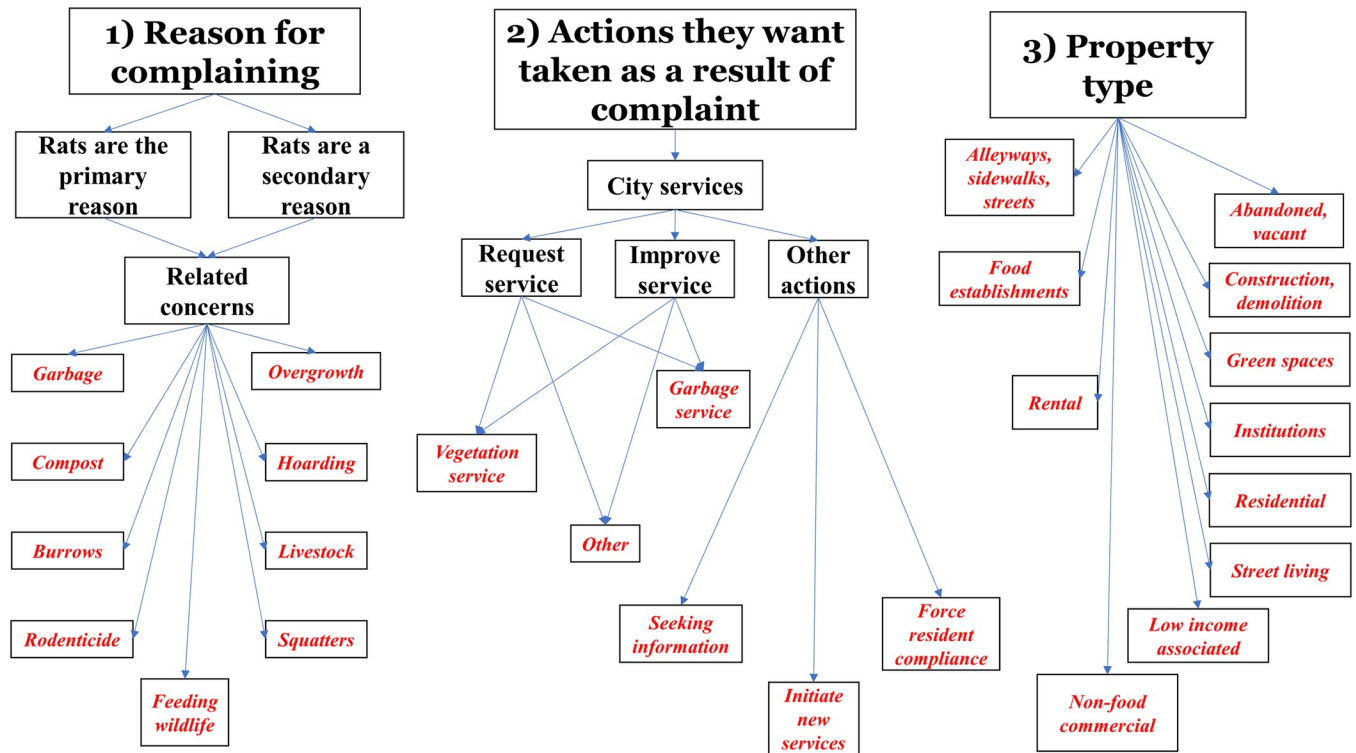 1) Reason for
complaining
Rats are the
primary
reason
Rats are a
secondary
reason
Related
concerns
Garbage
Overgrowth
Compost
Hoarding
Burrows
Livestock
Rodenticide
Squatters
Feeding
wildlife
2) Actions they want
taken as a result of
complaint
City services
Request
service
Improve
service
Other
actions
Garbage
service
Vegetation
service
Other
Seeking
information
Force
resident
compliance
Initiate
new
services
3) Property
type
Alleyways,
sidewalks,
streets
Abandoned,
vacant
Food
establishments
Construction,
demolition
Green spaces
Rental
Institutions
Residential
Street living
Low income
associated
Non-food
commercial